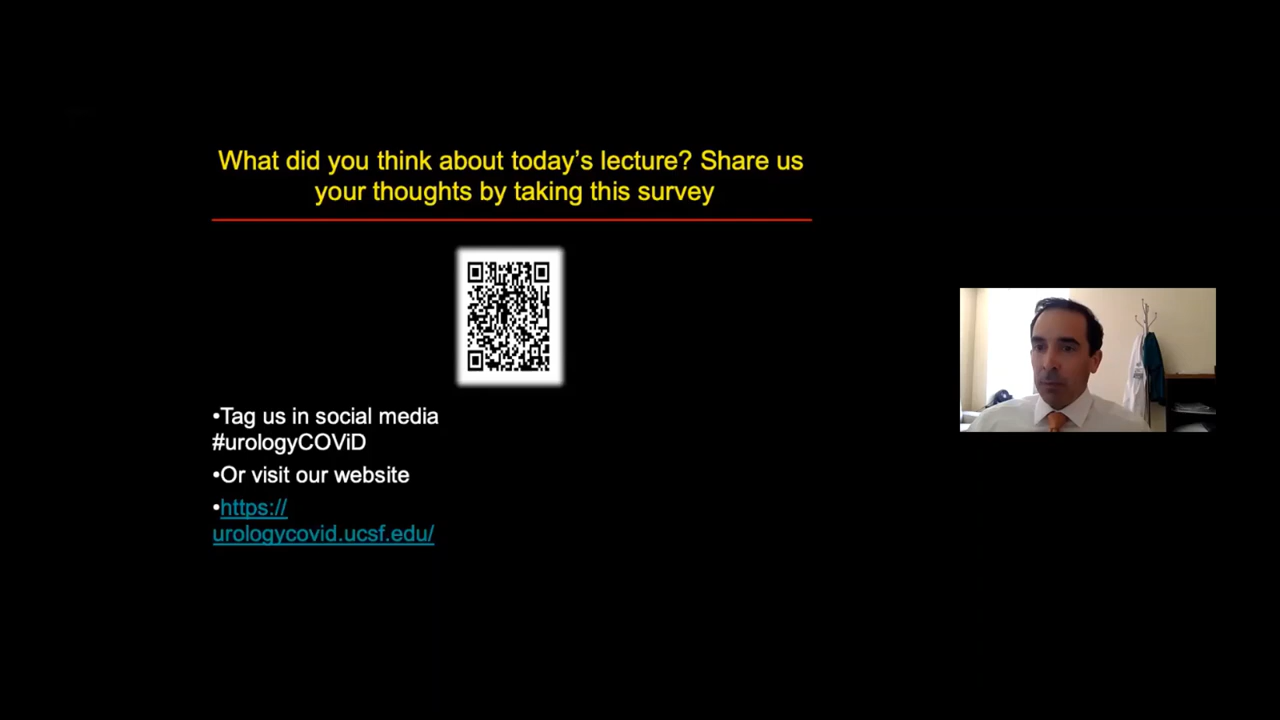 What did you think about today’s lecture? Share us
your thoughts by taking this survey
•Tag us in social media
#urologyCOViD
•Or visit our website
•https://
urologycovid.ucsf.edu/